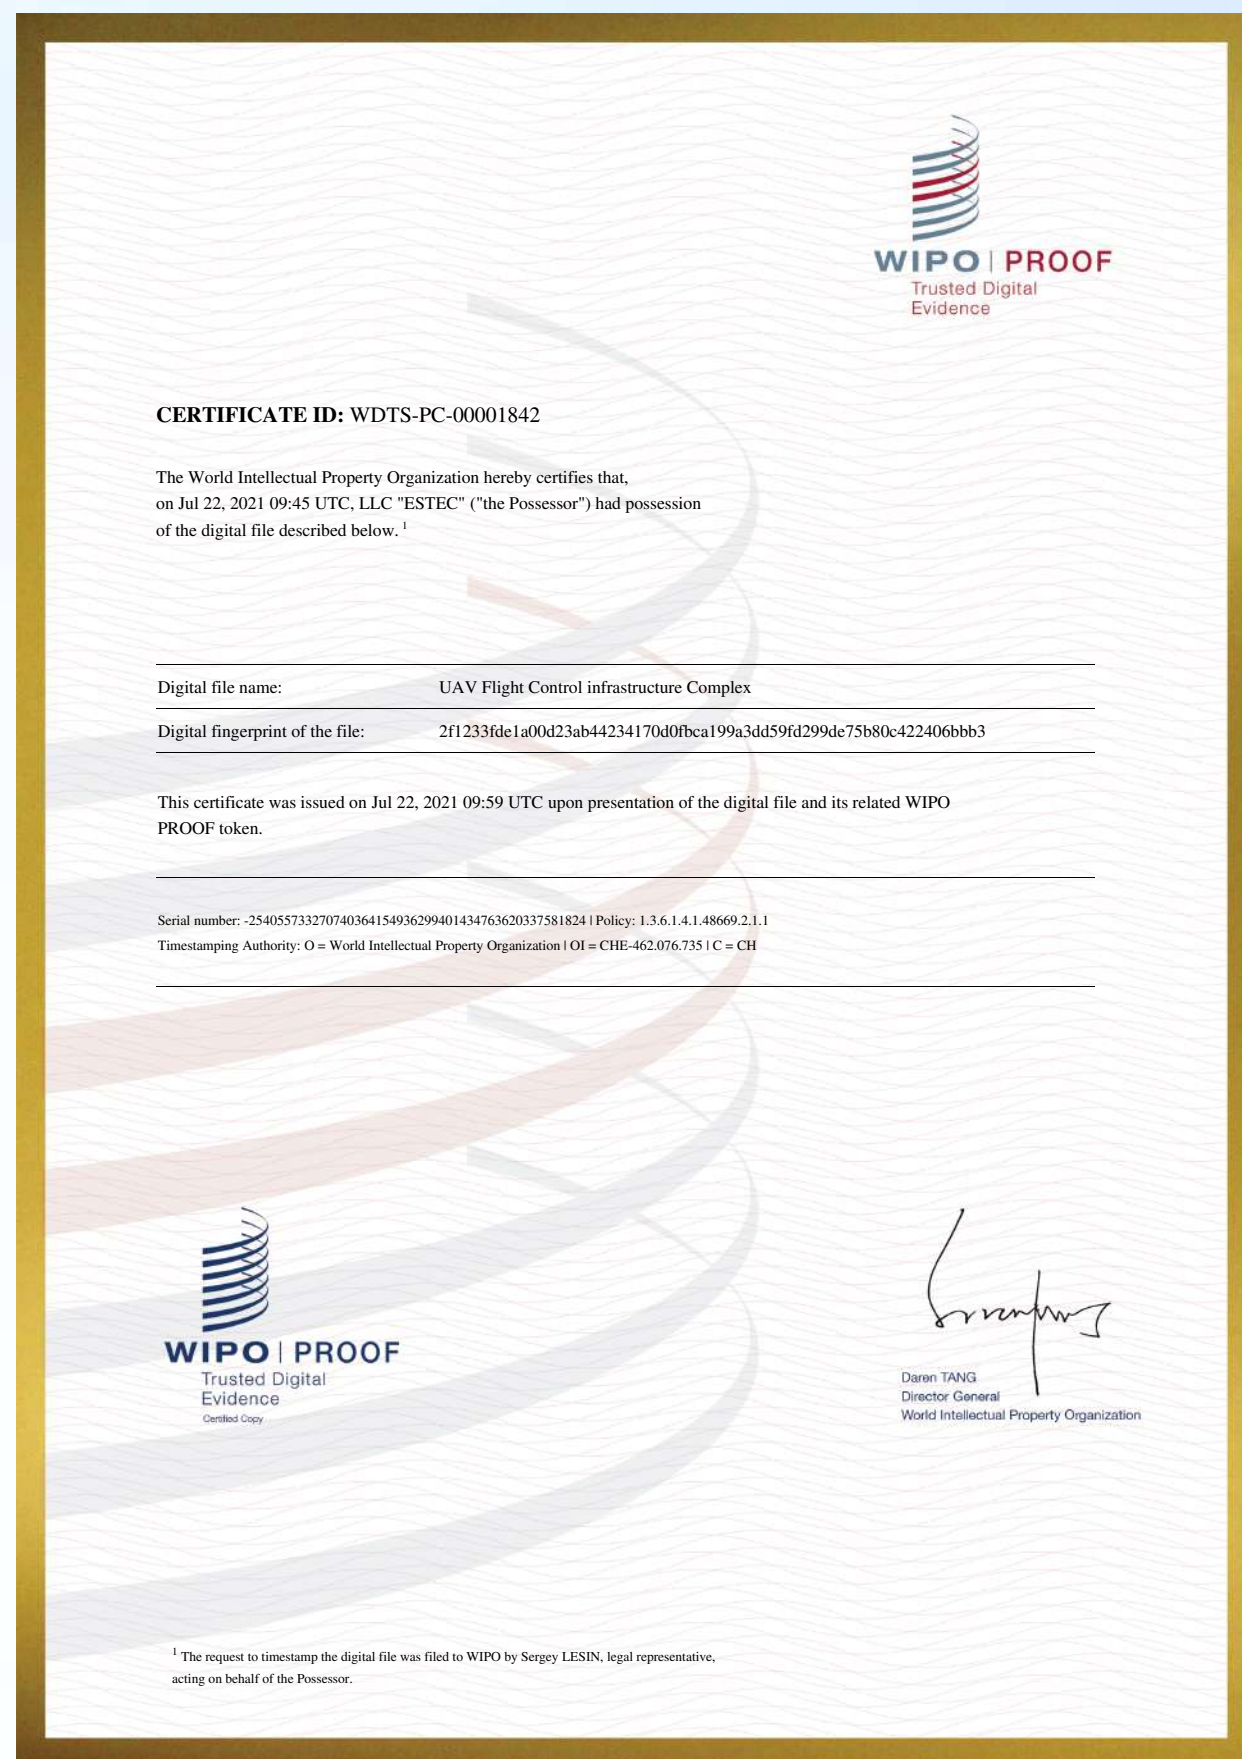 WIPO | PROOF
Trusted Digital
Evidence
CERTIFICATE ID: WDTS-PC-00001842
The World Intellectual Property Organization hereby certifies that,
on Jul 22, 2021 09:45 UTC, LLC "ESTEC" ("the Possessor") had possession
of the digital file described below. 1
Digital file name: UAV Flight Control infrastructure Complex
Digital fingerprint of the file: 2f1233fde1a00d23ab44234170d0fbca199a3dd59fd299de75b80c422406bbb3
This certificate was issued on Jul 22, 2021 09:59 UTC upon presentation of the digital file and its related WIPO
PROOF token.
Serial number: -25405573327074036415493629940143476362033758​1824 | Policy: 1.3.6.1.4.1.48669.2.1.1
Timestamping Authority: O = World Intellectual Property Organization | OI = CHE-462.076.735 | C = CH
WIPO | PROOF
Trusted Digital
Evidence
Certified Copy
Daren TANG
Director General
World Intellectual Property Organization
1 The request to timestamp the digital file was filed to WIPO by Sergey LESIN, legal representative,
acting on behalf of the Possessor.